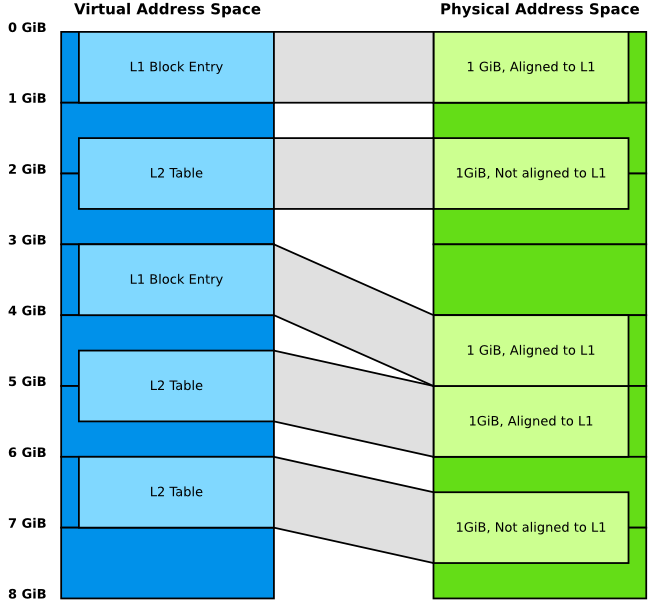 Virtual Address Space
Physical Address Space
0 GiB
L1 Block Entry
1 GiB, Aligned to L1
1 GiB
2 GiB
L2 Table
1GiB, Not aligned to L1
3 GiB
L1 Block Entry
4 GiB
1 GiB, Aligned to L1
5 GiB
L2 Table
1GiB, Aligned to L1
6 GiB
L2 Table
1GiB, Not aligned to L1
7 GiB
8 GiB